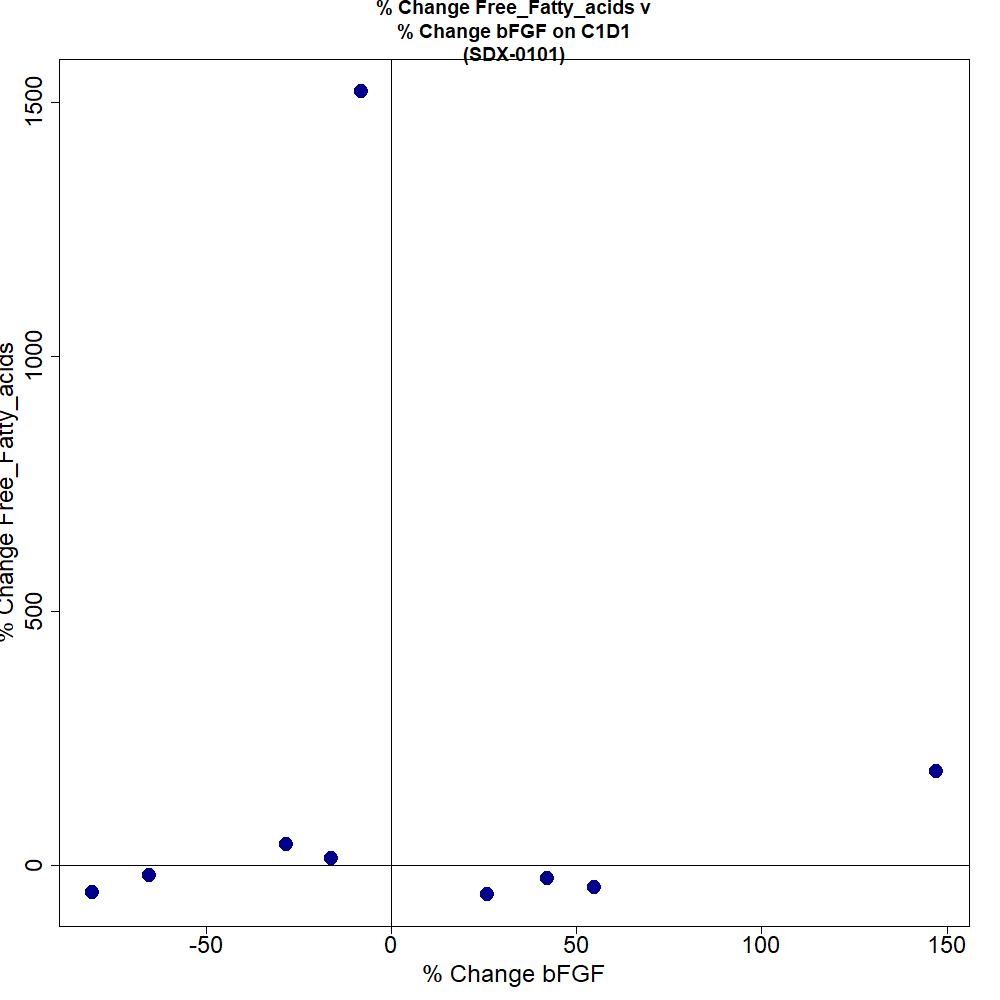 % Change Free_Fatty_acids v
% Change bFGF on C1D1
(SDX-0101)
% Change Free_Fatty_acids
1500
1000
500
0
-50
0
50
100
150
% Change bFGF